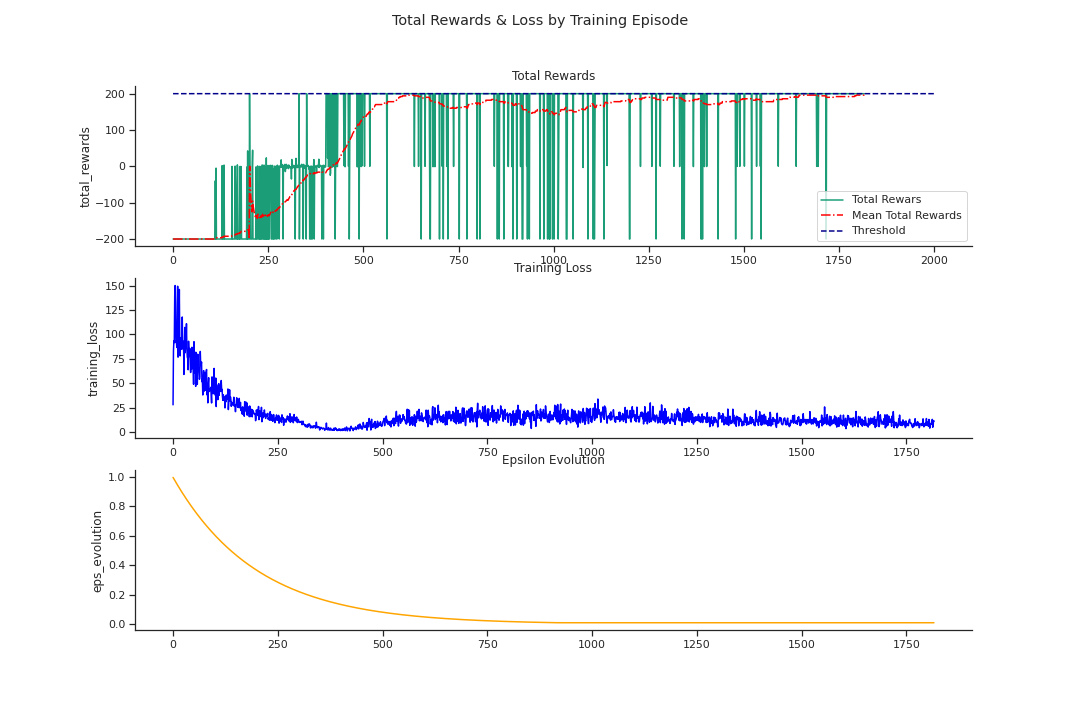 Total Rewards & Loss by Training Episode
Total Rewards
total_rewards
200
100
0
−100
−200
Total Rewars
Mean Total Rewards
Threshold
0 250 500 750 1000 1250 1500 1750 2000
Training Loss
training_loss
150
125
100
75
50
25
0
0 250 500 750 1000 1250 1500 1750
Epsilon Evolution
eps_evolution
1.0
0.8
0.6
0.4
0.2
0.0
0 250 500 750 1000 1250 1500 1750